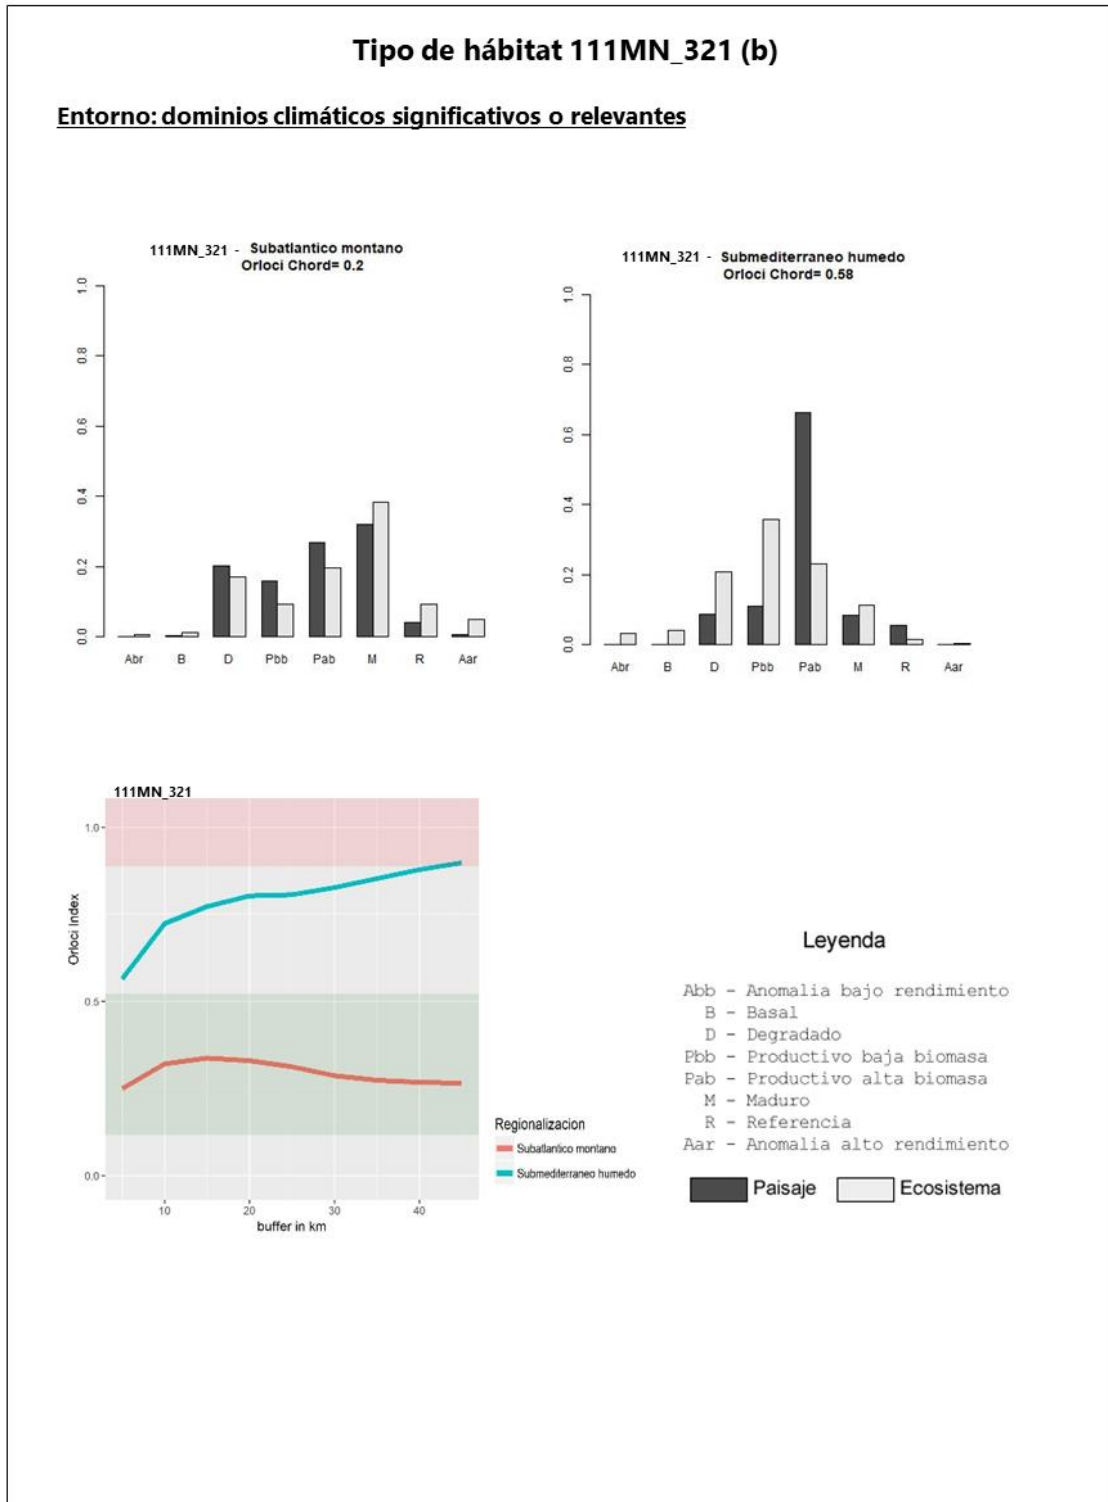 Tipo de hábitat 111MN_321 (b)
Entorno: dominios climáticos significativos o relevantes
111MN_321 - Subatlantico montano
Orloci Chord= 0.2
1.0
0.8
0.6
0.4
0.2
0.0
Abr B D Pbb Pab M R Aar
111MN_321 - Submediterraneo humedo
Orloci Chord= 0.58
1.0
0.8
0.6
0.4
0.2
0.0
Abr B D Pbb Pab M R Aar
111MN_321
Orloci Index
1.0
0.5
0.0
10 20 30 40
buffer in km
Regionalizacion
Subatlantico montano
Submediterraneo humedo
Leyenda
Abb - Anomalia bajo rendimiento
B - Basal
D - Degradado
Pbb - Productivo baja biomasa
Pab - Productivo alta biomasa
M - Maduro
R - Referencia
Aar - Anomalia alto rendimiento
Paisaje Ecosistema